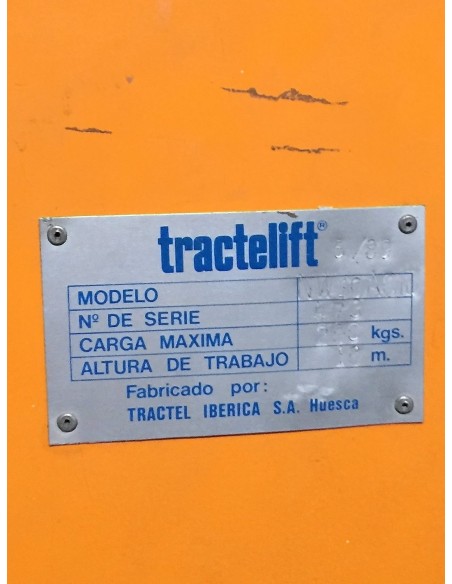 tractelift®
MODELO
Nº DE SERIE
CARGA MAXIMA kgs.
ALTURA DE TRABAJO m.
Fabricado por:
TRACTEL IBERICA S.A. Huesca